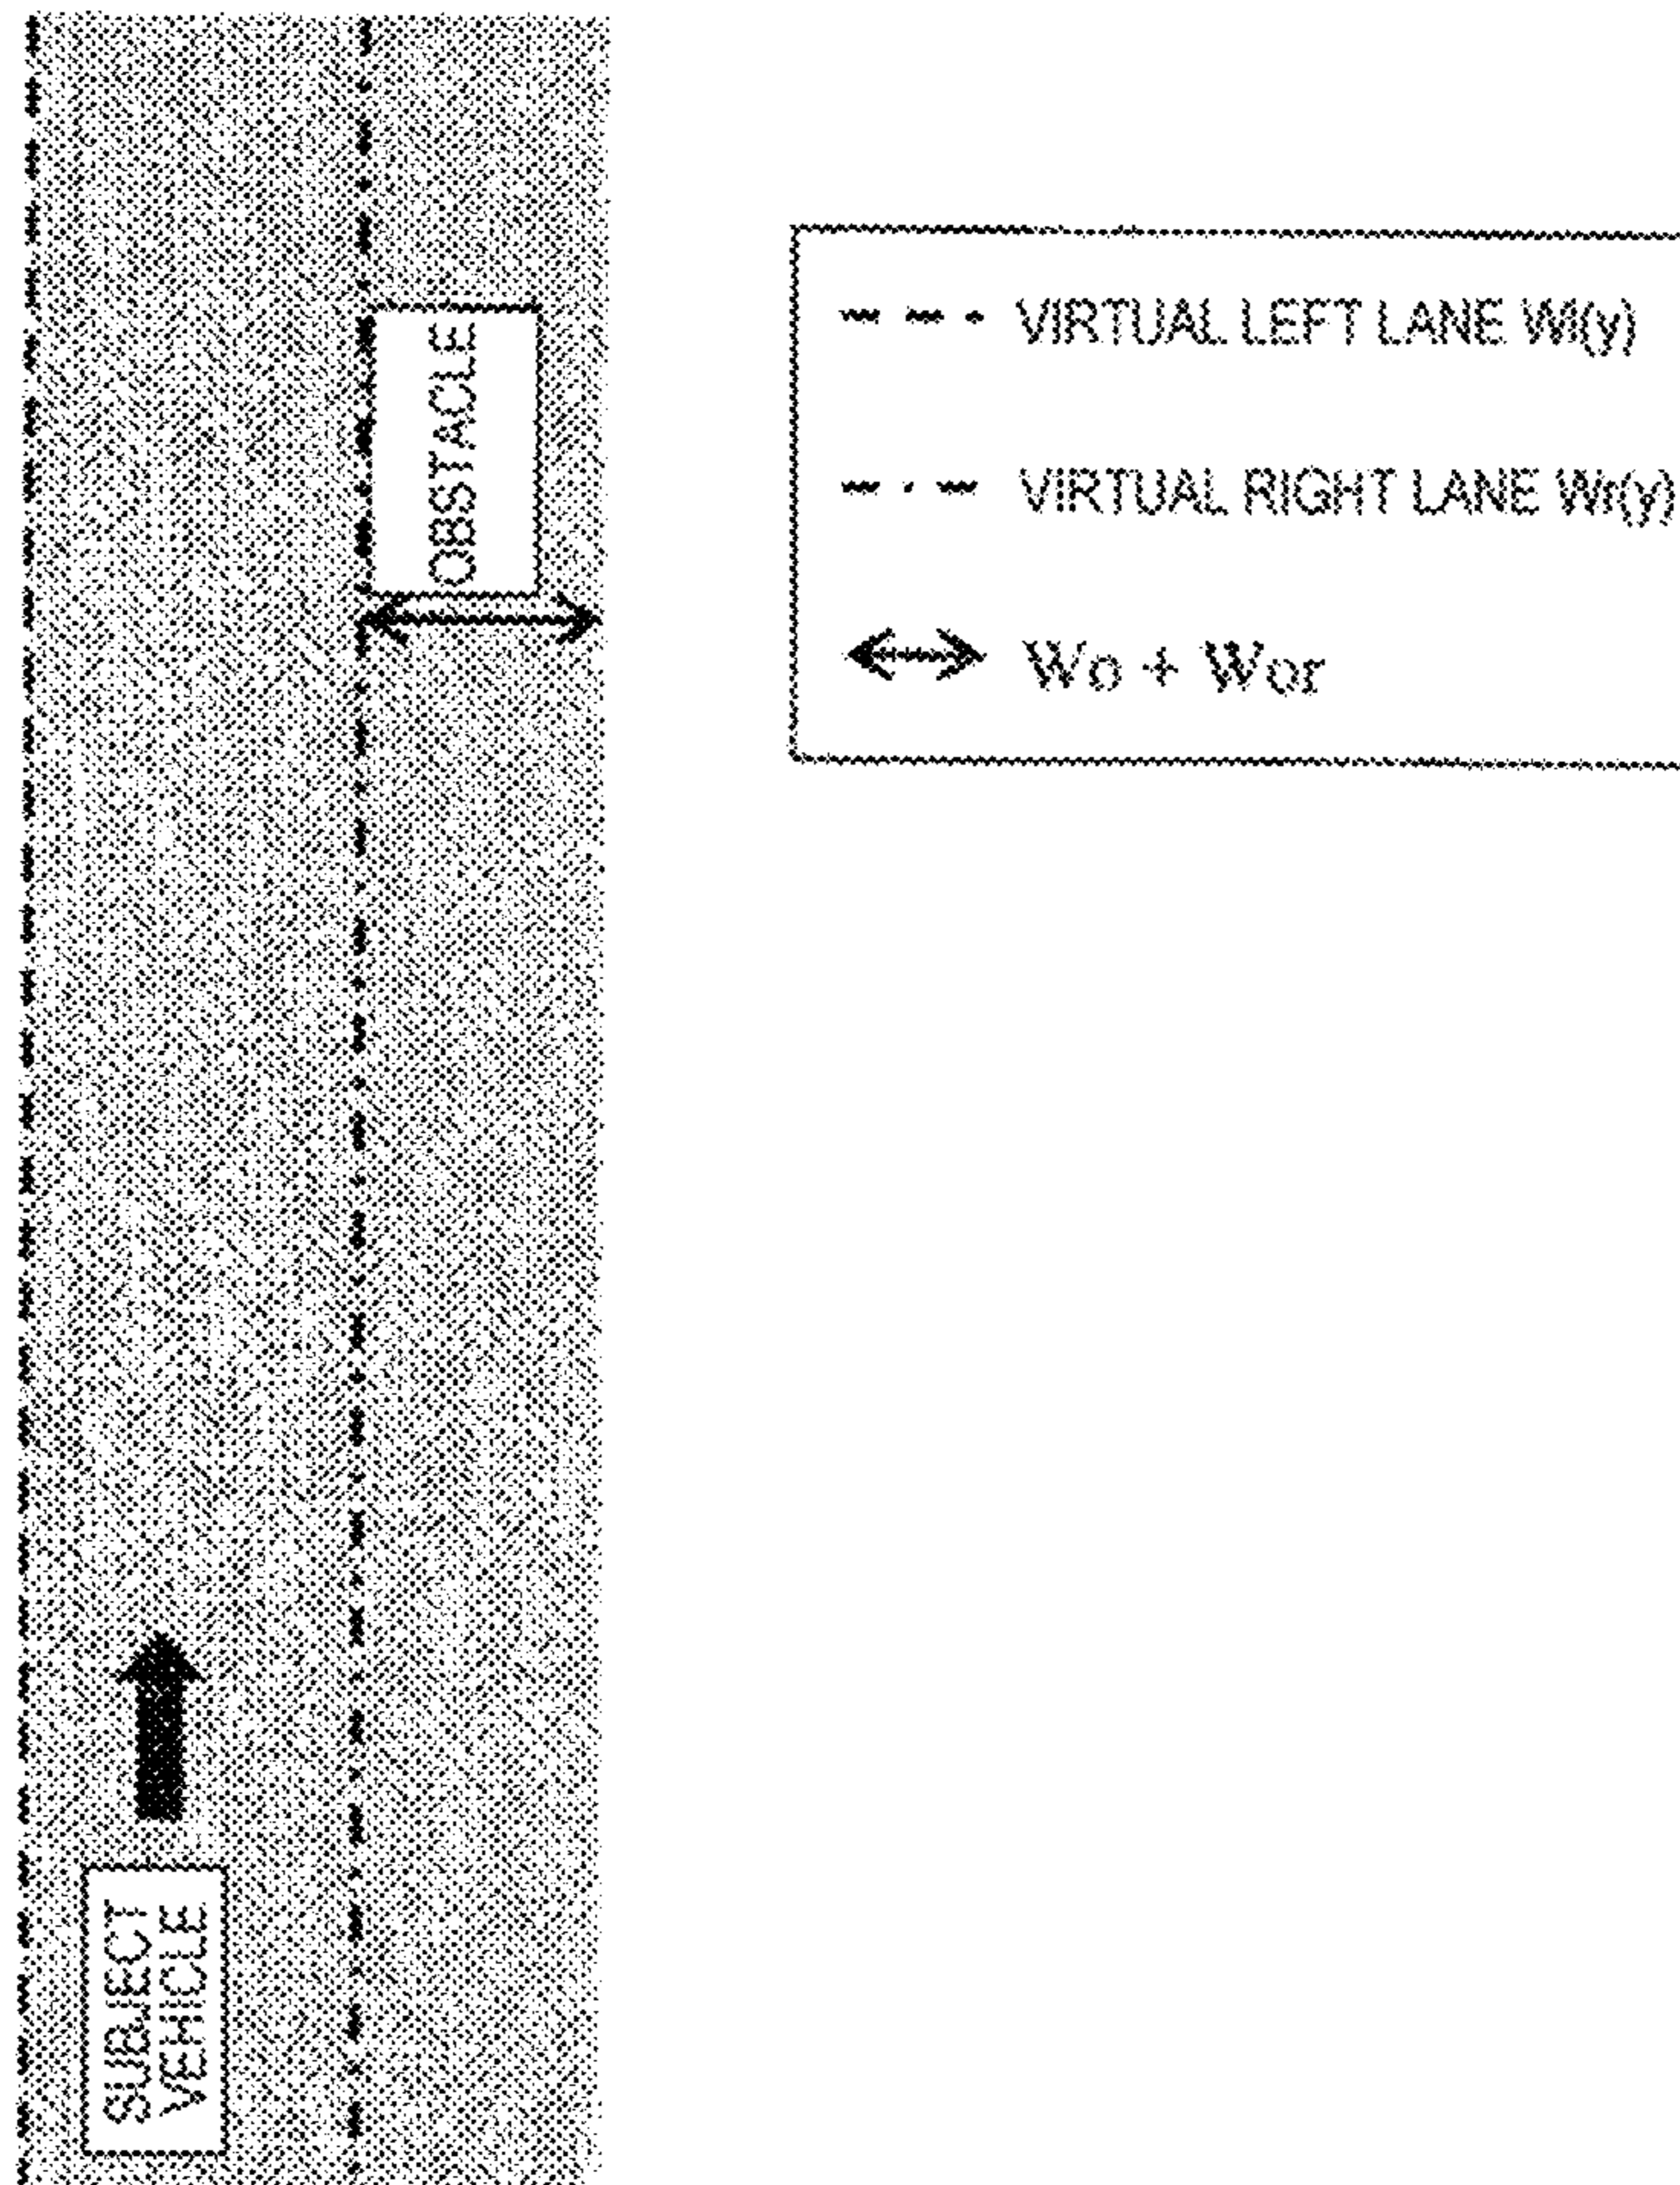 OBSTACLE
VIRTUAL LEFT LANE Wl(y)
VIRTUAL RIGHT LANE Wr(y)
Wo + Wor
SUBJECT
VEHICLE